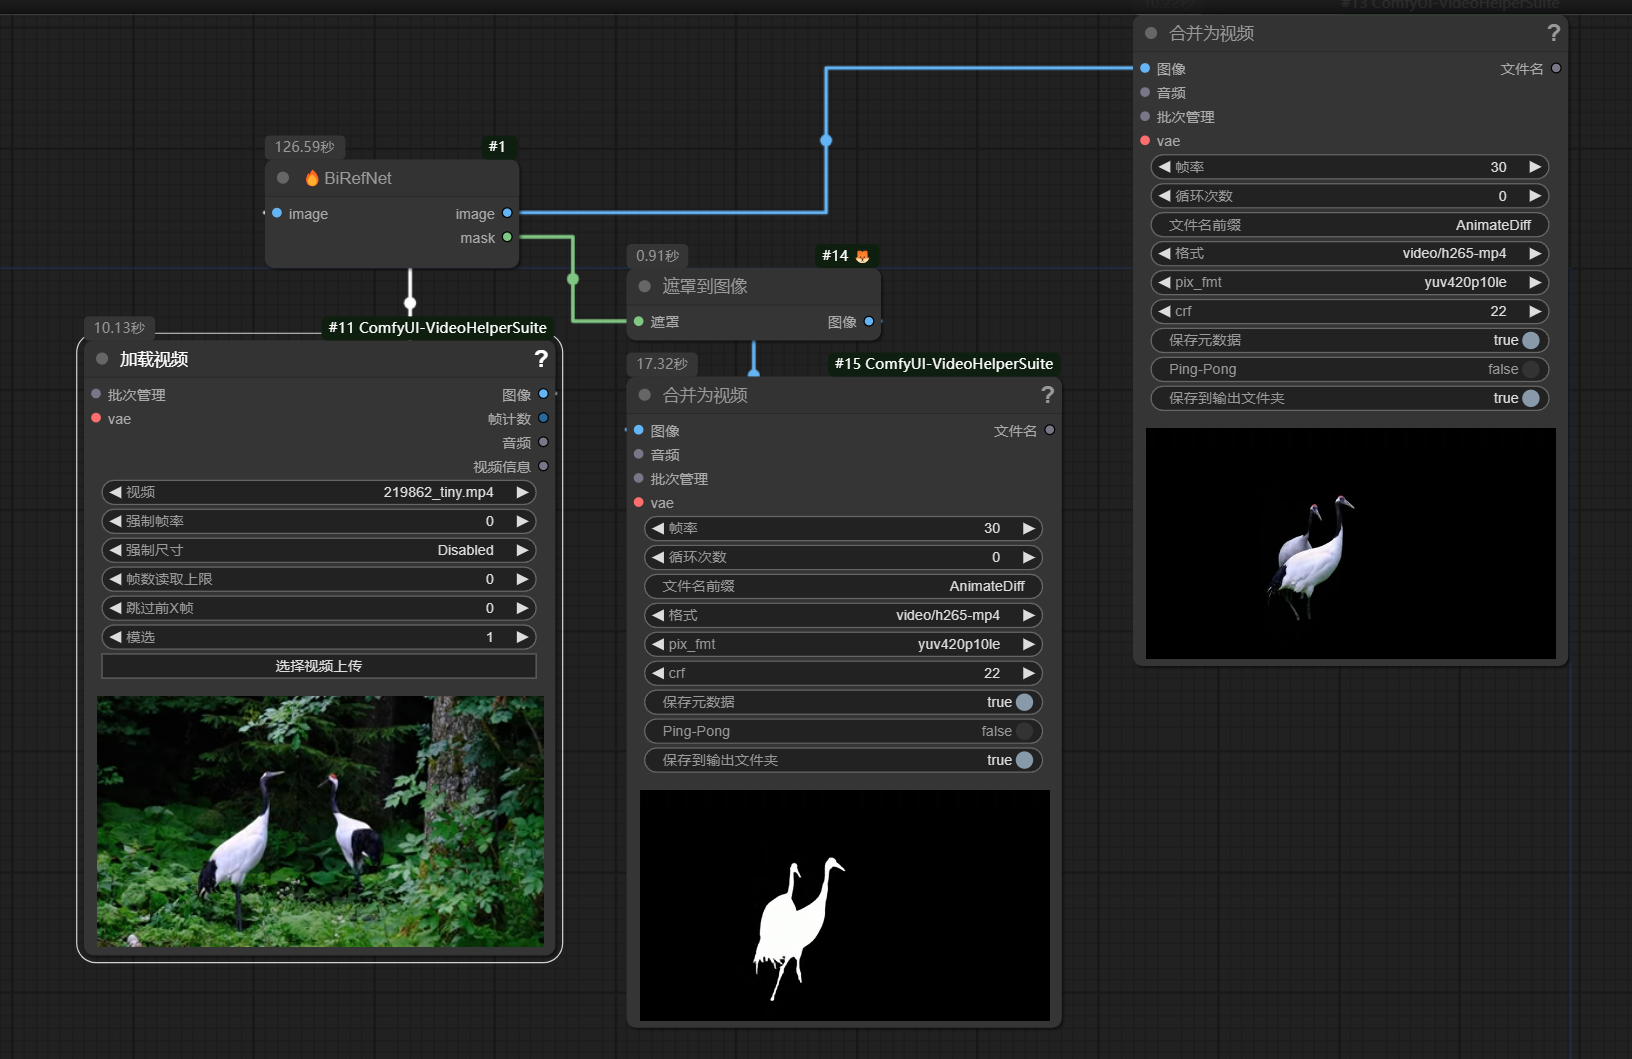 126.59秒
#1
BiRefNet
image
image
mask
10.13秒
#11 ComfyUI-VideoHelperSuite
加载视频
?
批次管理
图像
vae
帧计数
音频
视频信息
视频
219862_tiny.mp4
强制帧率
0
强制尺寸
Disabled
帧数读取上限
0
跳过前X帧
0
模选
1
选择视频上传
0.91秒
#14
遮罩到图像
遮罩
图像
17.32秒
#15 ComfyUI-VideoHelperSuite
合并为视频
?
图像
文件名
音频
批次管理
vae
帧率
30
循环次数
0
文件名前缀
AnimateDiff
格式
video/h265-mp4
pix_fmt
yuv420p10le
crf
22
保存元数据
true
Ping-Pong
false
保存到输出文件夹
true
#13 ComfyUI-VideoHelperSuite
合并为视频
?
图像
文件名
音频
批次管理
vae
帧率
30
循环次数
0
文件名前缀
AnimateDiff
格式
video/h265-mp4
pix_fmt
yuv420p10le
crf
22
保存元数据
true
Ping-Pong
false
保存到输出文件夹
true